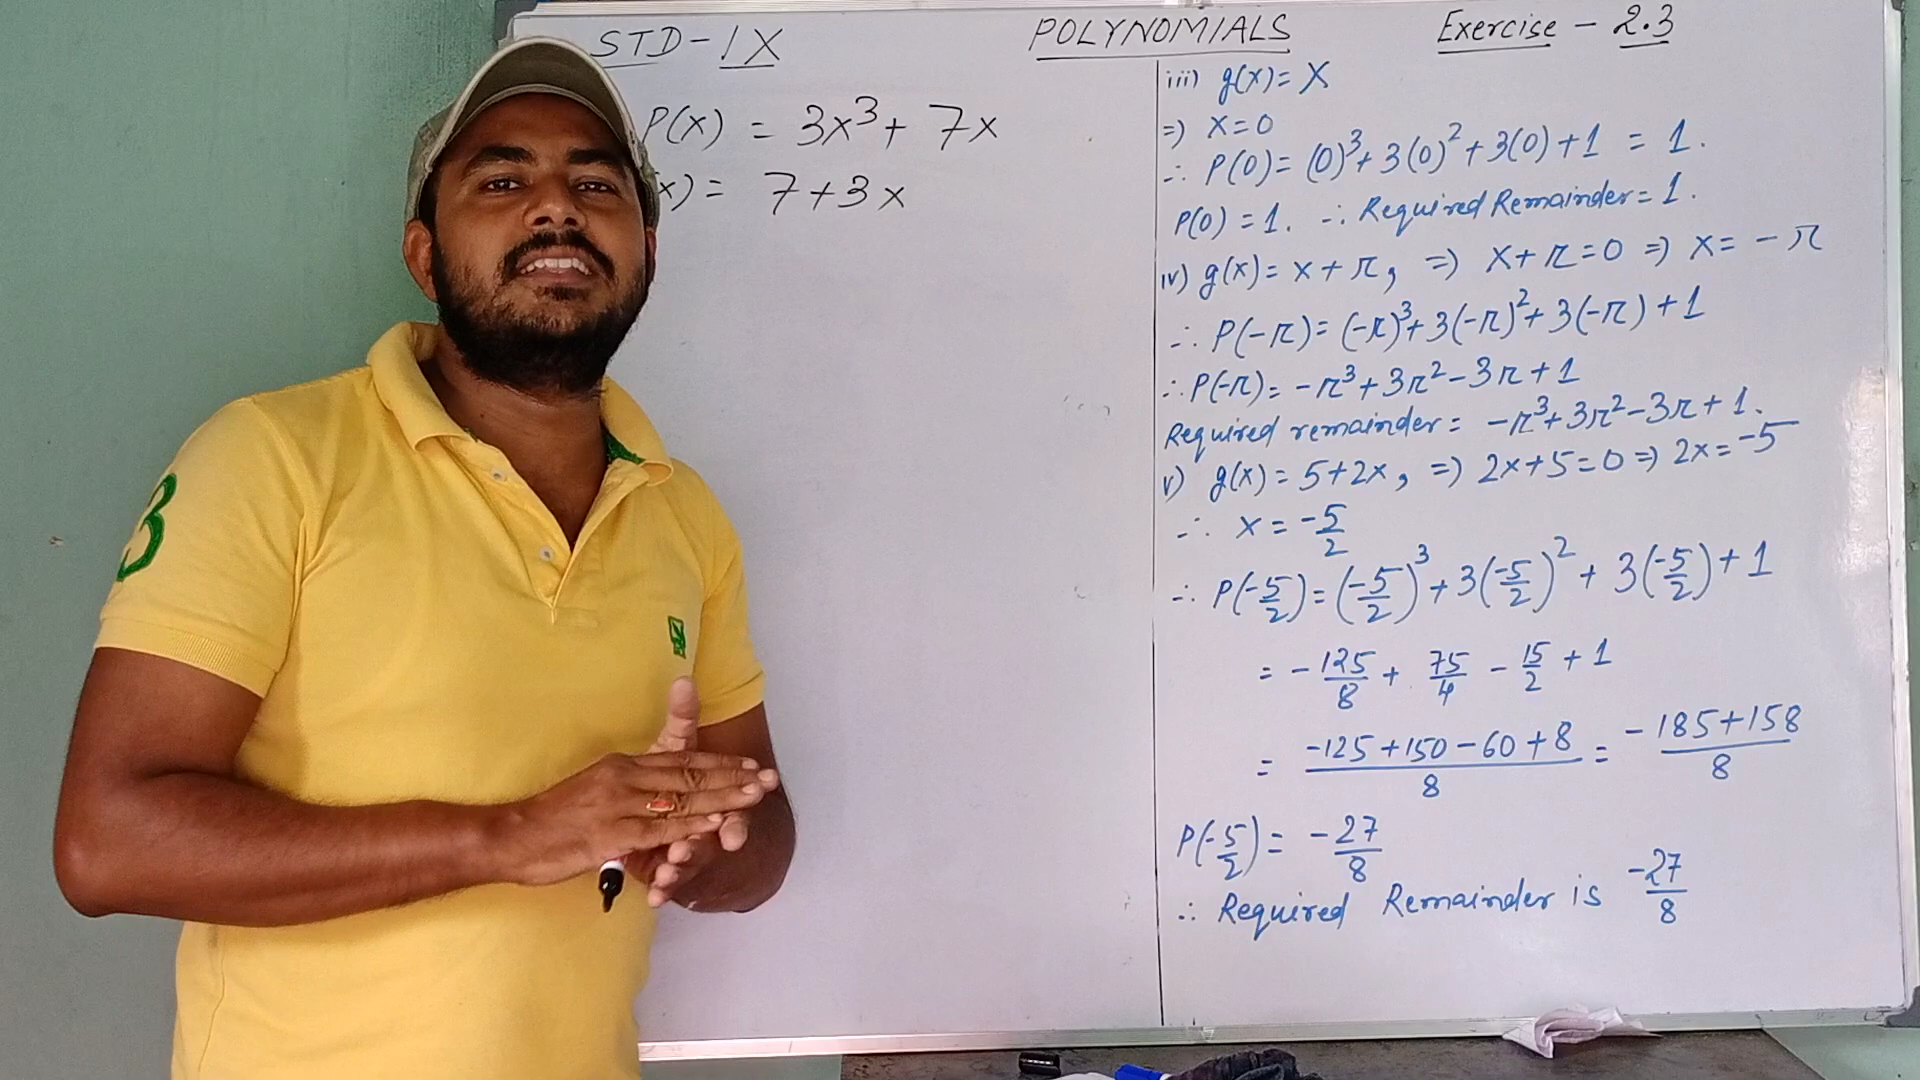 STD-IX
POLYNOMIALS
Exercise - 2.3
P(x) = 3x³ + 7x
x) = 7+3x
iii) g(x) = x
⇒ x=0
∴ P(0) = (0)³ + 3(0)² + 3(0) + 1 = 1.
P(0) = 1. ∴ Required Remainder = 1.
iv) g(x) = x + π, ⇒ x + π = 0 ⇒ x = - π
∴ P(-π) = (-π)³ + 3(-π)² + 3(-π) + 1
∴ P(-π) = -π³ + 3π² - 3π + 1
Required remainder = -π³ + 3π² - 3π + 1.
v) g(x) = 5+2x, ⇒ 2x+5=0 ⇒ 2x = -5
∴ x = -5/2
∴ P(-5/2) = (-5/2)³ + 3(-5/2)² + 3(-5/2) + 1
= -125/8 + 75/4 - 15/2 + 1
= -125+150-60+8/8 = -185+158/8
P(-5/2) = -27/8
∴ Required Remainder is -27/8
3